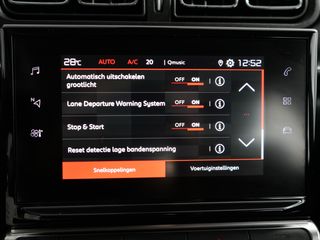 28°C AUTO A/C 20 Qmusic 12:52
Automatisch uitschakelen
grootlicht OFF ON
Lane Departure Warning System OFF ON
Stop & Start OFF ON
Reset detectie lage bandenspanning
Snelkoppelingen Voertuiginstellingen